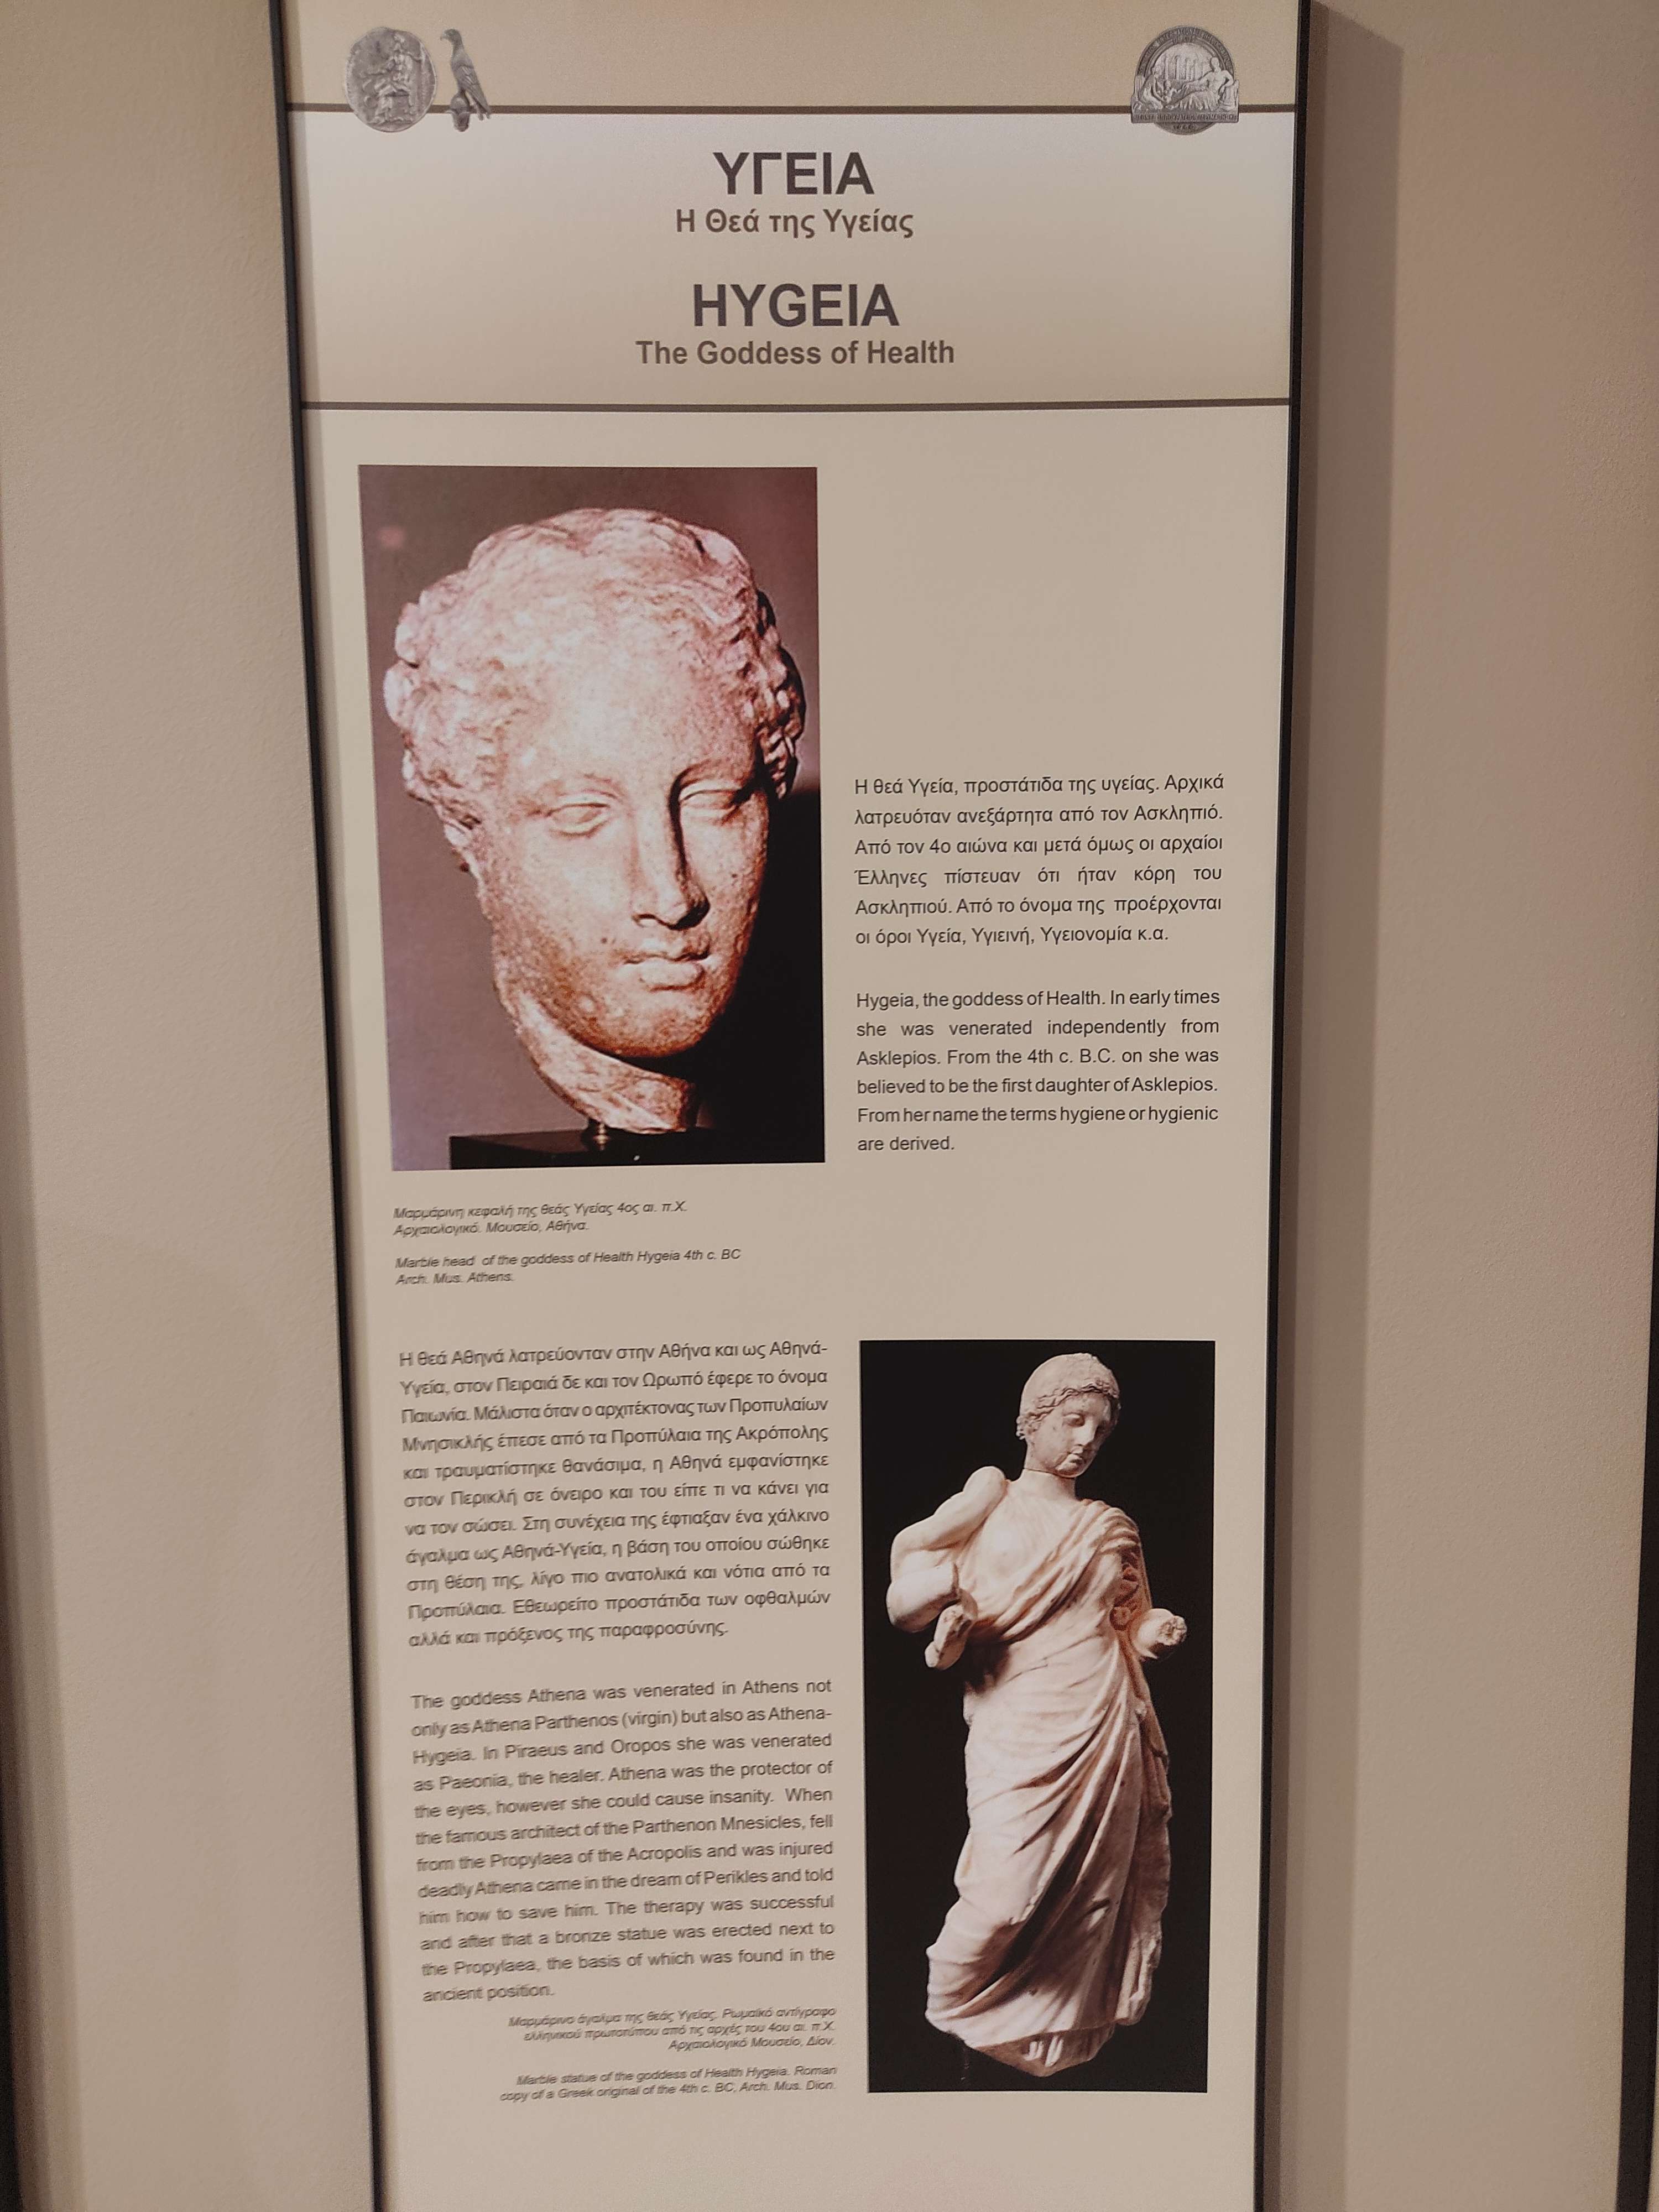 ΥΓΕΙΑ
Η Θεά της Υγείας
HYGEIA
The Goddess of Health
Η θεά Υγεία, προστάτιδα της υγείας. Αρχικά
λατρευόταν ανεξάρτητα από τον Ασκληπιό.
Από τον 4ο αιώνα και μετά όμως οι αρχαίοι
Έλληνες πίστευαν ότι ήταν κόρη του
Ασκληπιού. Από το όνομα της προέρχονται
οι όροι Υγεία, Υγιεινή, Υγειονομία κ.α.
Hygeia, the goddess of Health. In early times
she was venerated independently from
Asklepios. From the 4th c. B.C. on she was
believed to be the first daughter of Asklepios.
From her name the terms hygiene or hygienic
are derived.
Μαρμάρινη κεφαλή της θεάς Υγείας 4ος αι. π.Χ.
Αρχαιολογικό. Μουσείο, Αθήνα.
Marble head of the goddess of Health Hygeia 4th c. BC
Arch. Mus. Athens.
Η θεά Αθηνά λατρεύονταν στην Αθήνα και ως Αθηνά-
Υγεία, στον Πειραιά δε και τον Ωρωπό έφερε το όνομα
Παιωνία. Μάλιστα όταν ο αρχιτέκτονας των Προπυλαίων
Μνησικλής έπεσε από τα Προπύλαια της Ακρόπολης
και τραυματίστηκε θανάσιμα, η Αθηνά εμφανίστηκε
στον Περικλή σε όνειρο και του είπε τι να κάνει για
να τον σώσει. Στη συνέχεια της έφτιαξαν ένα χάλκινο
άγαλμα ως Αθηνά-Υγεία, η βάση του οποίου σώθηκε
στη θέση της, λίγο πιο ανατολικά και νότια από τα
Προπύλαια. Εθεωρείτο προστάτιδα των οφθαλμών
αλλά και πρόξενος της παραφροσύνης.
The goddess Athena was venerated in Athens not
only as Athena Parthenos (virgin) but also as Athena-
Hygeia. In Piraeus and Oropos she was venerated
as Paeonia, the healer. Athena was the protector of
the eyes, however she could cause insanity. When
the famous architect of the Parthenon Mnesicles, fell
from the Propylaea of the Acropolis and was injured
deadly Athena came in the dream of Perikles and told
him how to save him. The therapy was successful
and after that a bronze statue was erected next to
the Propylaea, the basis of which was found in the
ancient position.
Μαρμάρινο άγαλμα της θεάς Υγείας. Ρωμαϊκό αντίγραφο
ελληνικού πρωτοτύπου από τις αρχές του 4ου αι. π.Χ.
Αρχαιολογικό Μουσείο, Δίον.
Marble statue of the goddess of Health Hygeia. Roman
copy of a Greek original of the 4th c. BC, Arch. Mus. Dion.